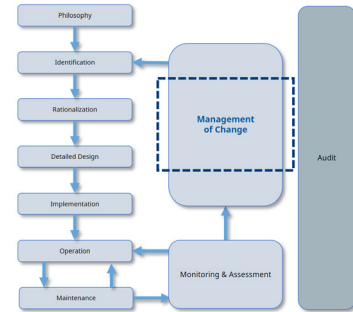 Philosophy
Identification
Rationalization
Detailed Design
Implementation
Operation
Maintenance
Management
of Change
Monitoring & Assessment
Audit